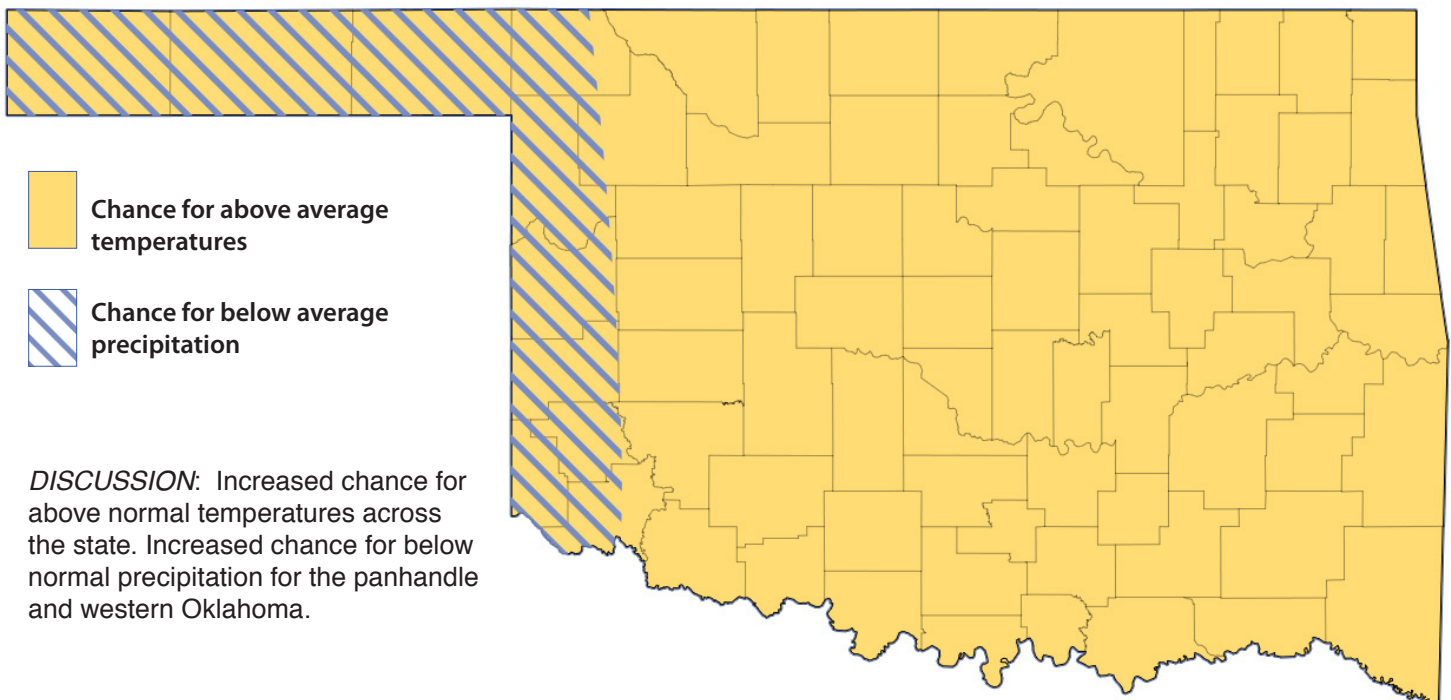 Chance for above average
temperatures
Chance for below average
precipitation
DISCUSSION:  Increased chance for
above normal temperatures across
the state. Increased chance for below
normal precipitation for the panhandle
and western Oklahoma.